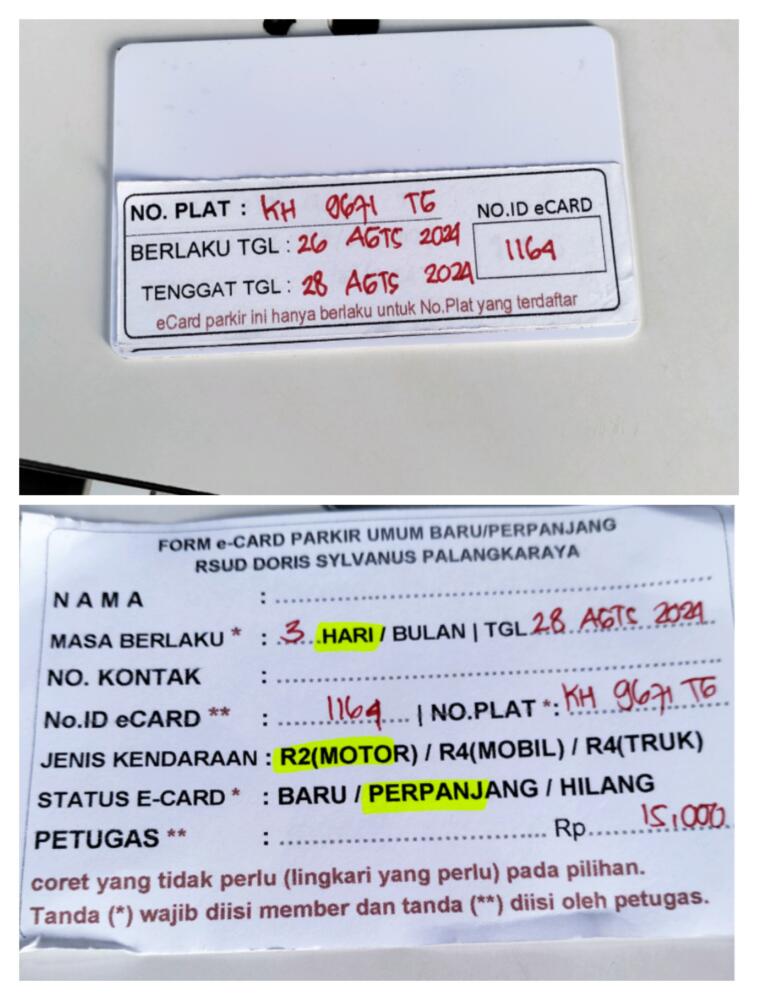 NO. PLAT : KH 9671 TG
NO.ID eCARD
BERLAKU TGL : 26 AGTS 2024
1164
TENGGAT TGL : 28 AGTS 2024
eCard parkir ini hanya berlaku untuk No.Plat yang terdaftar
FORM e-CARD PARKIR UMUM BARU/PERPANJANG
RSUD DORIS SYLVANUS PALANGKARAYA
NAMA :
MASA BERLAKU * : 3 HARI / BULAN | TGL 28 AGTS 2024
NO. KONTAK :
No.ID eCARD ** : 1164 | NO.PLAT *: KH 9671 TG
JENIS KENDARAAN : R2(MOTOR) / R4(MOBIL) / R4(TRUK)
STATUS E-CARD * : BARU / PERPANJANG / HILANG
PETUGAS ** : Rp. 15,000
coret yang tidak perlu (lingkari yang perlu) pada pilihan.
Tanda (*) wajib diisi member dan tanda (**) diisi oleh petugas.